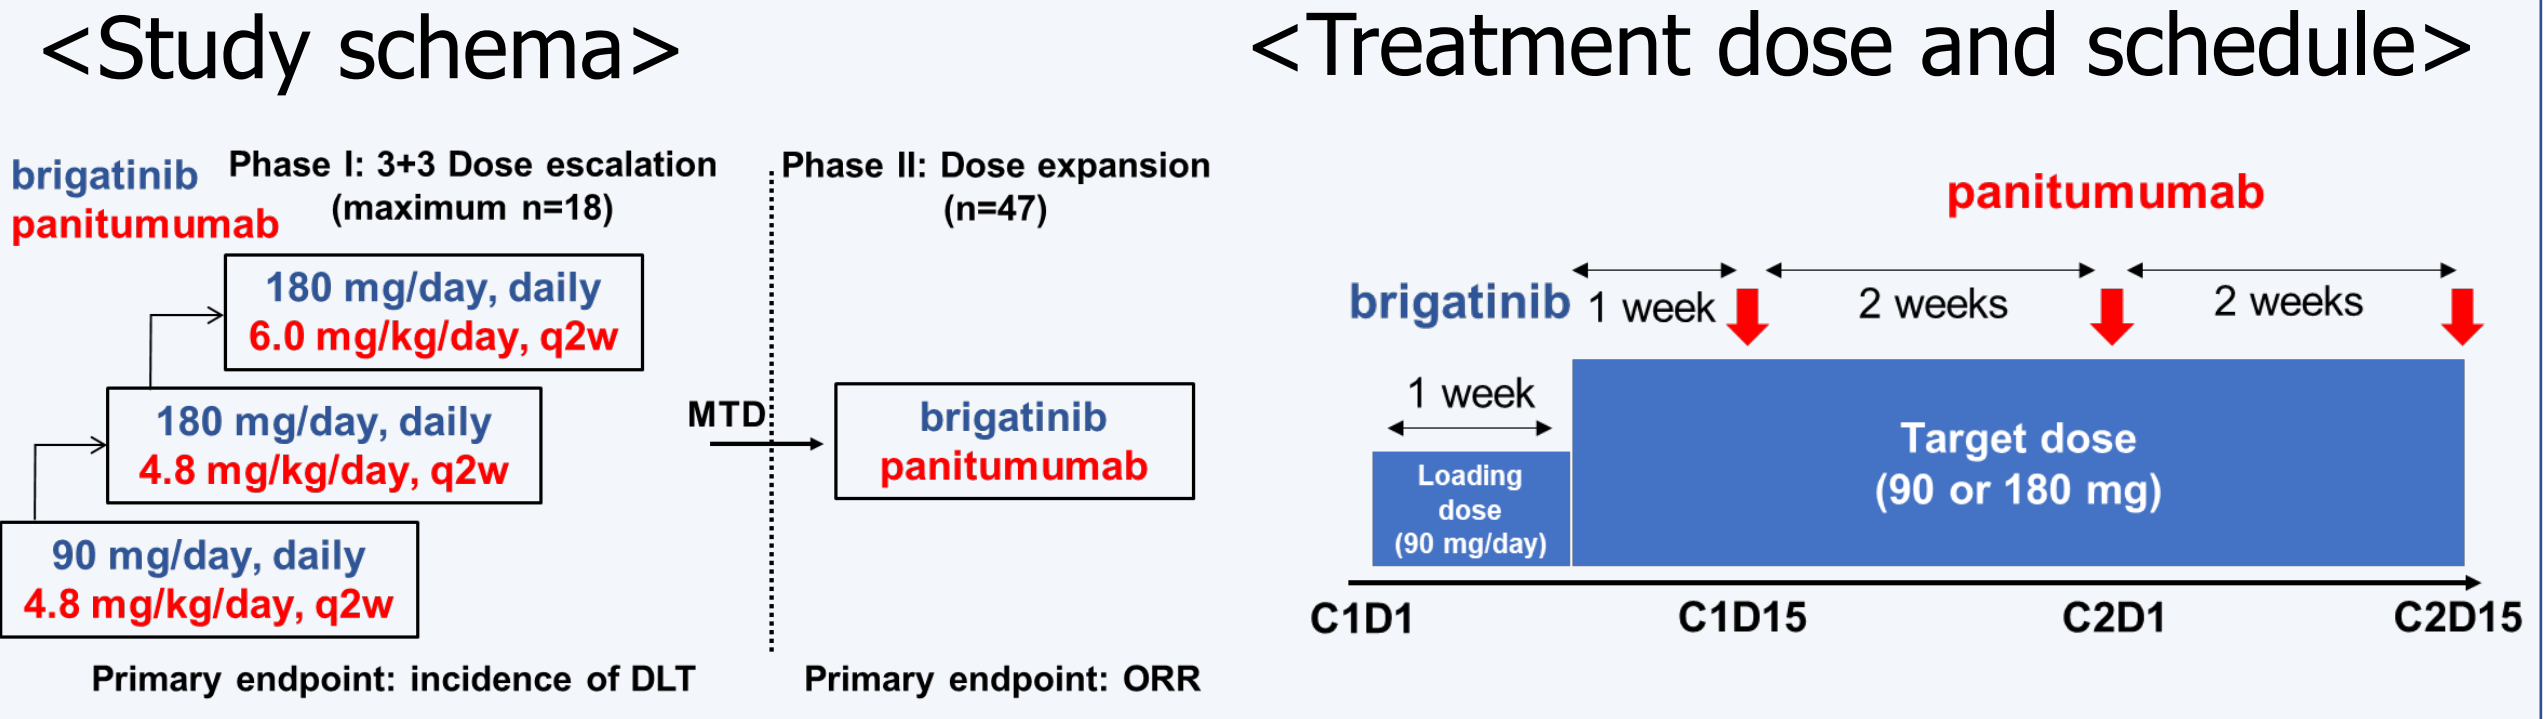 <Study schema>
brigatinib
panitumumab
Phase I: 3+3 Dose escalation
(maximum n=18)
Phase II: Dose expansion
(n=47)
180 mg/day, daily
6.0 mg/kg/day, q2w
180 mg/day, daily
4.8 mg/kg/day, q2w
90 mg/day, daily
4.8 mg/kg/day, q2w
MTD
brigatinib
panitumumab
Primary endpoint: incidence of DLT
Primary endpoint: ORR
<Treatment dose and schedule>
panitumumab
brigatinib
1 week
2 weeks
2 weeks
1 week
Loading
dose
(90 mg/day)
Target dose
(90 or 180 mg)
C1D1
C1D15
C2D1
C2D15